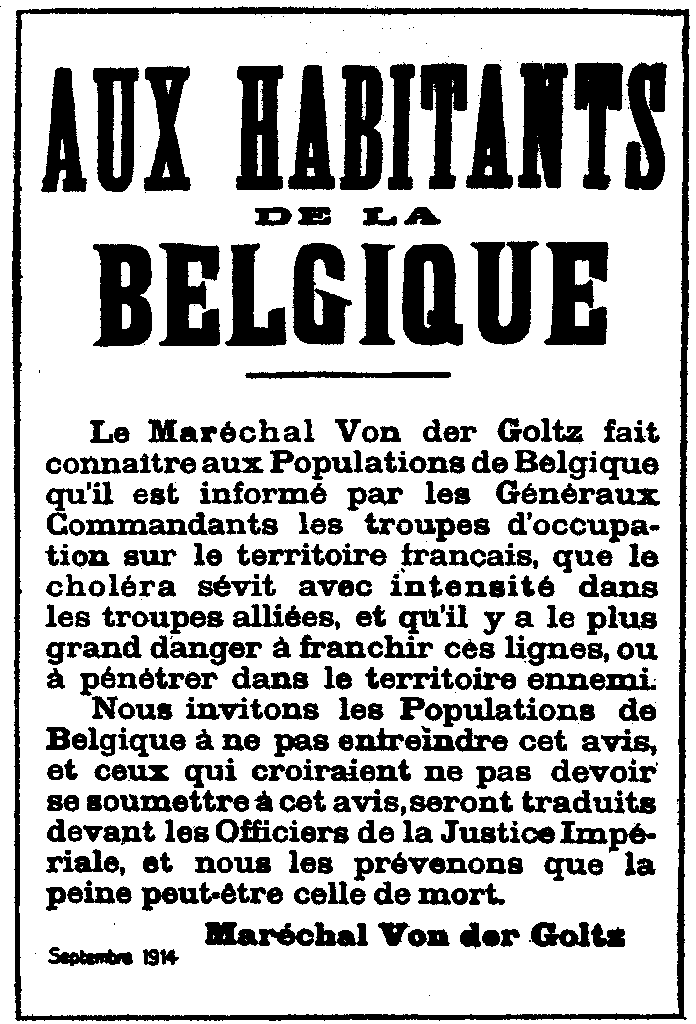 AUX HABITANTS
DE LA
BELGIQUE
Le Maréchal Von der Goltz fait
connaître aux Populations de Belgique
qu'il est informé par les Généraux
Commandants les troupes d'occupa-
tion sur le territoire francais, que le
choléra sévit avec intensité dans
les troupes alliées, et qu'il y a le plus
grand danger à franchir ces lignes, ou
à pénétrer dans le territoire ennemi.
Nous invitons les Populations de
Belgique à ne pas entreindre cet avis,
et ceux qui croiraient ne pas devoir
se soumettre à cet avis, seront traduits
devant les Officiers de la Justice Impé-
riale, et nous les prévenons que la
peine peut-être celle de mort.
Maréchal Von der Goltz
Septembre 1914